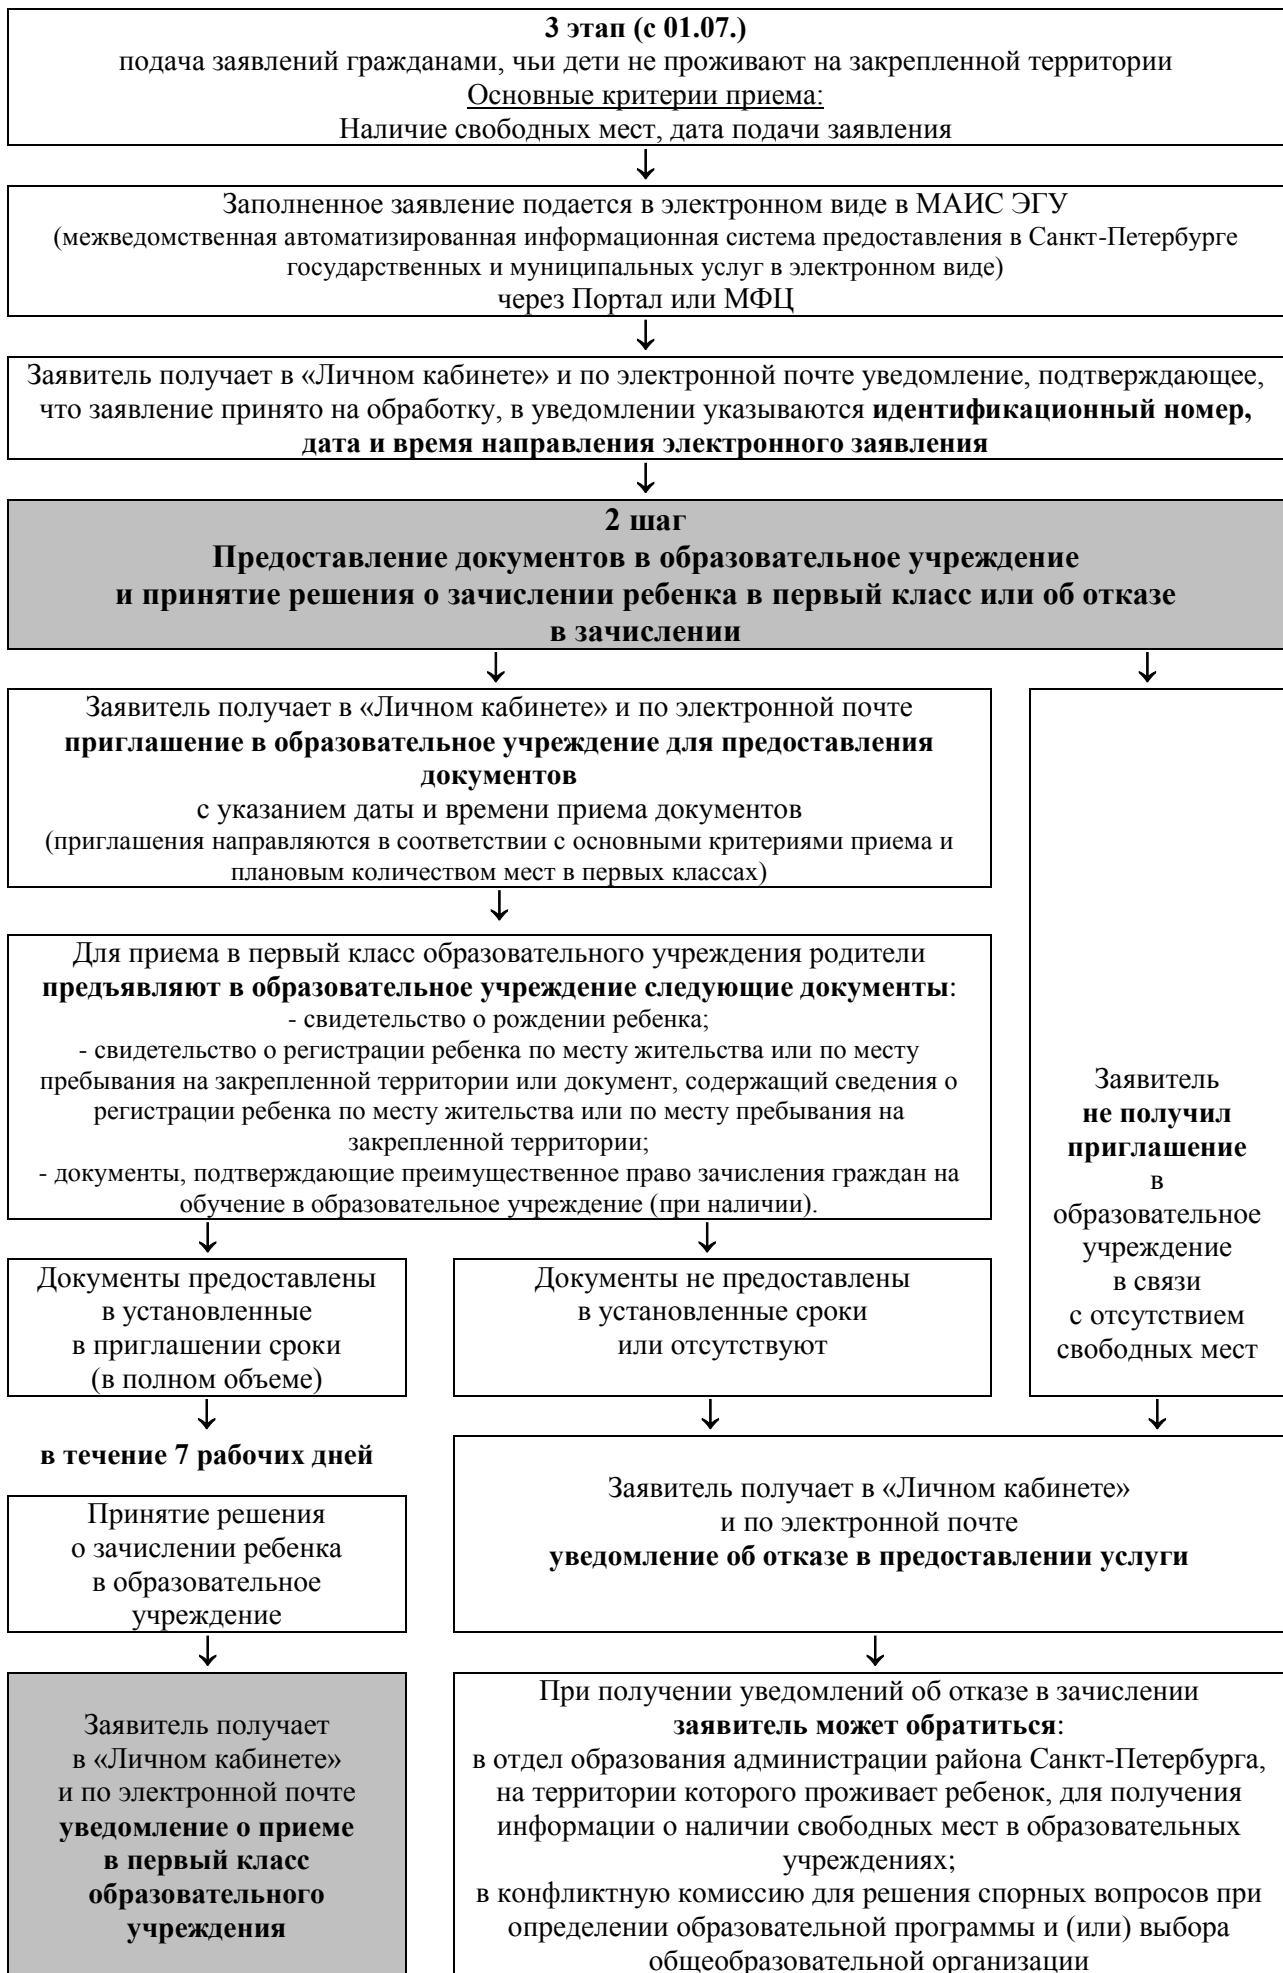 3 этап (с 01.07.)
подача заявлений гражданами, чьи дети не проживают на закрепленной территории
Основные критерии приема:
Наличие свободных мест, дата подачи заявления
↓
Заполненное заявление подается в электронном виде в МАИС ЭГУ
(межведомственная автоматизированная информационная система предоставления в Санкт-Петербурге
государственных и муниципальных услуг в электронном виде)
через Портал или МФЦ
↓
Заявитель получает в «Личном кабинете» и по электронной почте уведомление, подтверждающее,
что заявление принято на обработку, в уведомлении указываются идентификационный номер,
дата и время направления электронного заявления
↓
2 шаг
Предоставление документов в образовательное учреждение
и принятие решения о зачислении ребенка в первый класс или об отказе
в зачислении
↓ ↓
Заявитель получает в «Личном кабинете» и по электронной почте
приглашение в образовательное учреждение для предоставления
документов
с указанием даты и времени приема документов
(приглашения направляются в соответствии с основными критериями приема и
плановым количеством мест в первых классах)
↓
Для приема в первый класс образовательного учреждения родители
предъявляют в образовательное учреждение следующие документы:
- свидетельство о рождении ребенка;
- свидетельство о регистрации ребенка по месту жительства или по месту
пребывания на закрепленной территории или документ, содержащий сведения о
регистрации ребенка по месту жительства или по месту пребывания на
закрепленной территории;
- документы, подтверждающие преимущественное право зачисления граждан на
обучение в образовательное учреждение (при наличии).
Заявитель
не получил
приглашение
в
образовательное
учреждение
в связи
с отсутствием
свободных мест
↓ ↓
Документы предоставлены
в установленные
в приглашении сроки
(в полном объеме)
Документы не предоставлены
в установленные сроки
или отсутствуют
↓ ↓ ↓
в течение 7 рабочих дней
Принятие решения
о зачислении ребенка
в образовательное
учреждение
Заявитель получает в «Личном кабинете»
и по электронной почте
уведомление об отказе в предоставлении услуги
↓ ↓
Заявитель получает
в «Личном кабинете»
и по электронной почте
уведомление о приеме
в первый класс
образовательного
учреждения
При получении уведомлений об отказе в зачислении
заявитель может обратиться:
в отдел образования администрации района Санкт-Петербурга,
на территории которого проживает ребенок, для получения
информации о наличии свободных мест в образовательных
учреждениях;
в конфликтную комиссию для решения спорных вопросов при
определении образовательной программы и (или) выбора
общеобразовательной организации